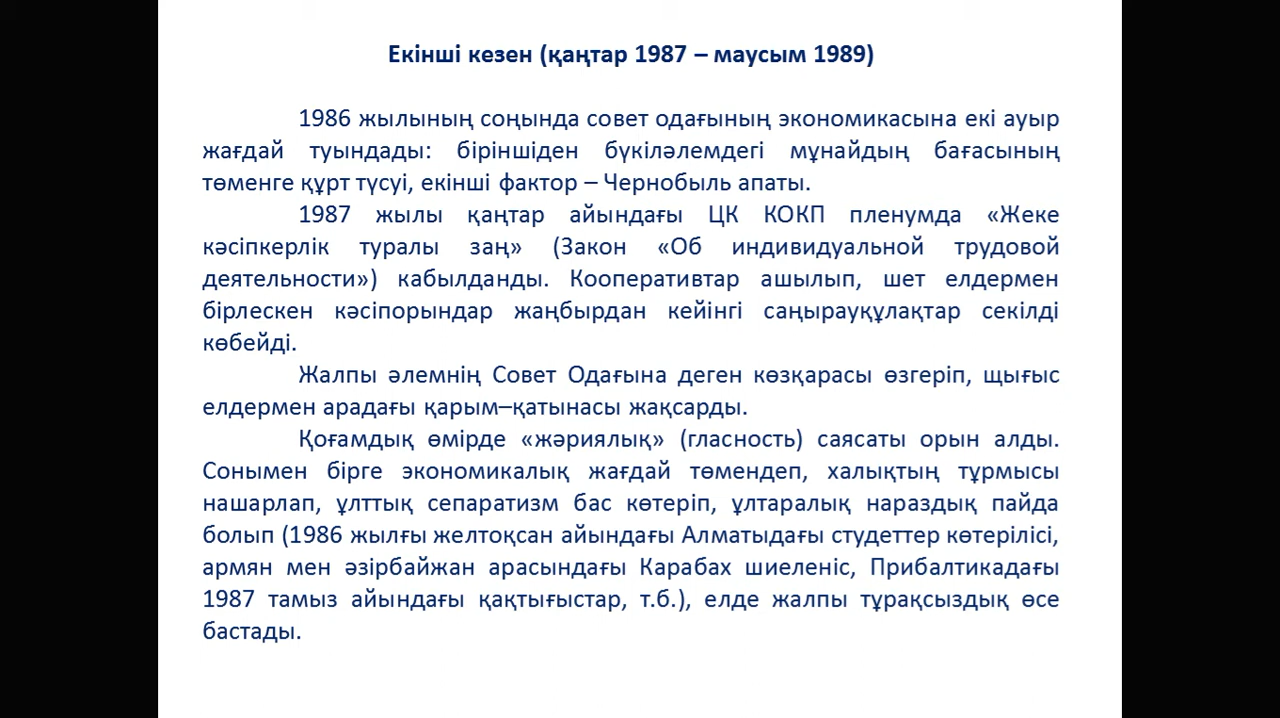 Екінші кезен (қаңтар 1987 – маусым 1989)
1986 жылының соңында совет одағының экономикасына екі ауыр
жағдай туындады: біріншіден бүкіләлемдегі мұнайдың бағасының
төменге құрт түсуі, екінші фактор – Чернобыль апаты.
1987 жылы қаңтар айындағы ЦК КОКП пленумда «Жеке
кәсіпкерлік туралы заң» (Закон «Об индивидуальной трудовой
деятельности») кабылданды. Кооперативтар ашылып, шет елдермен
бірлескен кәсіпорындар жаңбырдан кейінгі саңырауқұлақтар секілді
көбейді.
Жалпы әлемнің Совет Одағына деген көзқарасы өзгеріп, щығыс
елдермен арадағы қарым–қатынасы жақсарды.
Қоғамдық өмірде «жәриялық» (гласность) саясаты орын алды.
Сонымен бірге экономикалық жағдай төмендеп, халықтың тұрмысы
нашарлап, ұлттық сепаратизм бас көтеріп, ұлтаралық нараздық пайда
болып (1986 жылғы желтоқсан айындағы Алматыдағы студеттер көтерілісі,
армян мен әзірбайжан арасындағы Карабах шиеленіс, Прибалтикадағы
1987 тамыз айындағы қақтығыстар, т.б.), елде жалпы тұрақсыздық өсе
бастады.